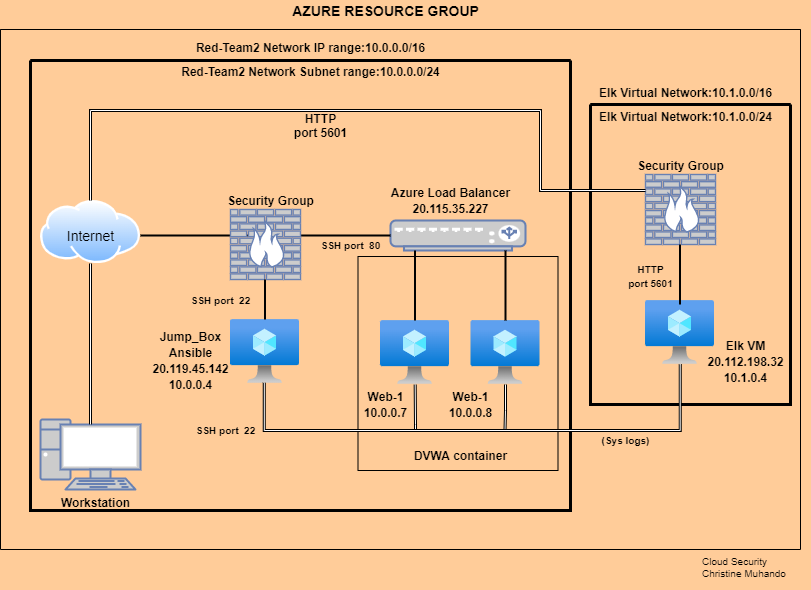 AZURE RESOURCE GROUP
Red-Team2 Network IP range:10.0.0.0/16
Red-Team2 Network Subnet range:10.0.0.0/24
Elk Virtual Network:10.1.0.0/16
Elk Virtual Network:10.1.0.0/24
HTTP
port 5601
Security Group
Azure Load Balancer
20.115.35.227
Security Group
Internet
SSH port 80
HTTP
port 5601
SSH port 22
Jump_Box
Ansible
20.119.45.142
10.0.0.4
Elk VM
20.112.198.32
10.1.0.4
Web-1
10.0.0.7
Web-1
10.0.0.8
SSH port 22
(Sys logs)
DVWA container
Workstation
Cloud Security
Christine Muhando